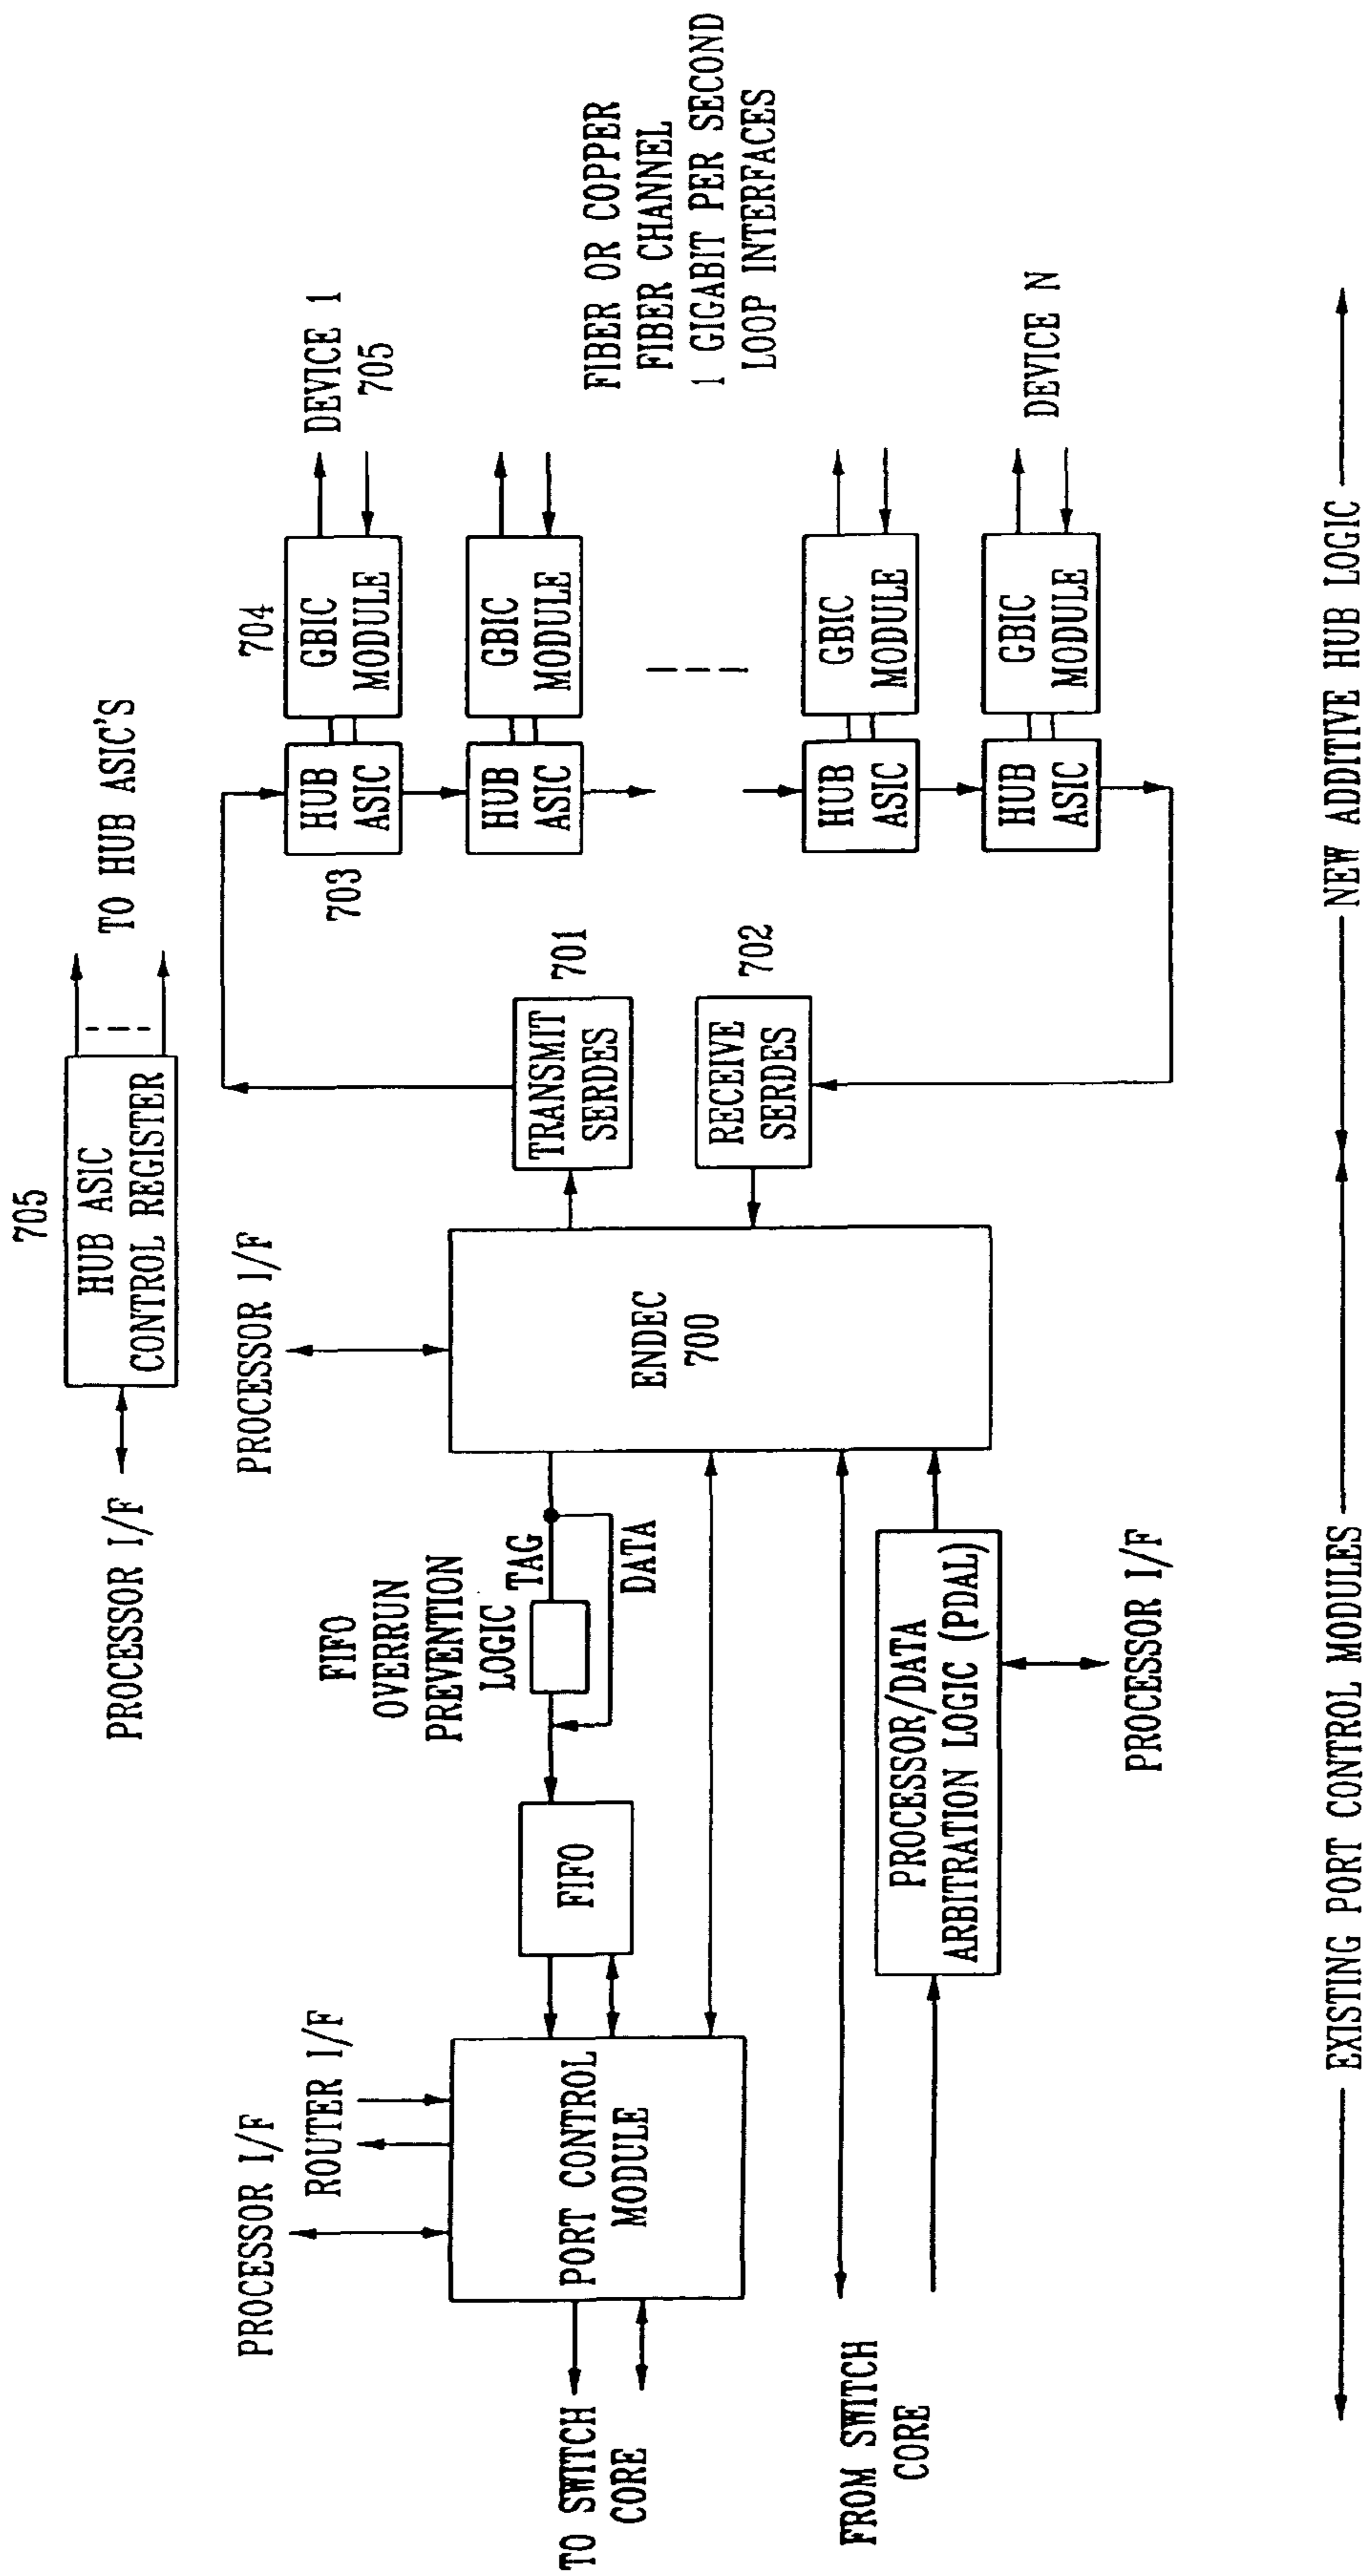 705
HUB ASIC
CONTROL REGISTER
PROCESSOR I/F
TO HUB ASIC'S
PROCESSOR I/F
ROUTER I/F
PROCESSOR I/F
704
DEVICE 1
705
GBIC
MODULE
HUB
ASIC
703
FIFO
OVERRUN
PREVENTION
LOGIC
TAG
DATA
GBIC
MODULE
HUB
ASIC
TRANSMIT
SERDES
701
FIFO
PORT CONTROL
MODULE
TO SWITCH
CORE
FIBER OR COPPER
FIBER CHANNEL
1 GIGABIT PER SECOND
LOOP INTERFACES
ENDEC
700
RECEIVE
SERDES
702
GBIC
MODULE
HUB
ASIC
FROM SWITCH
CORE
PROCESSOR/DATA
ARBITRATION LOGIC (PDAL)
PROCESSOR I/F
GBIC
MODULE
HUB
ASIC
DEVICE N
EXISTING PORT CONTROL MODULES
NEW ADDITIVE HUB LOGIC